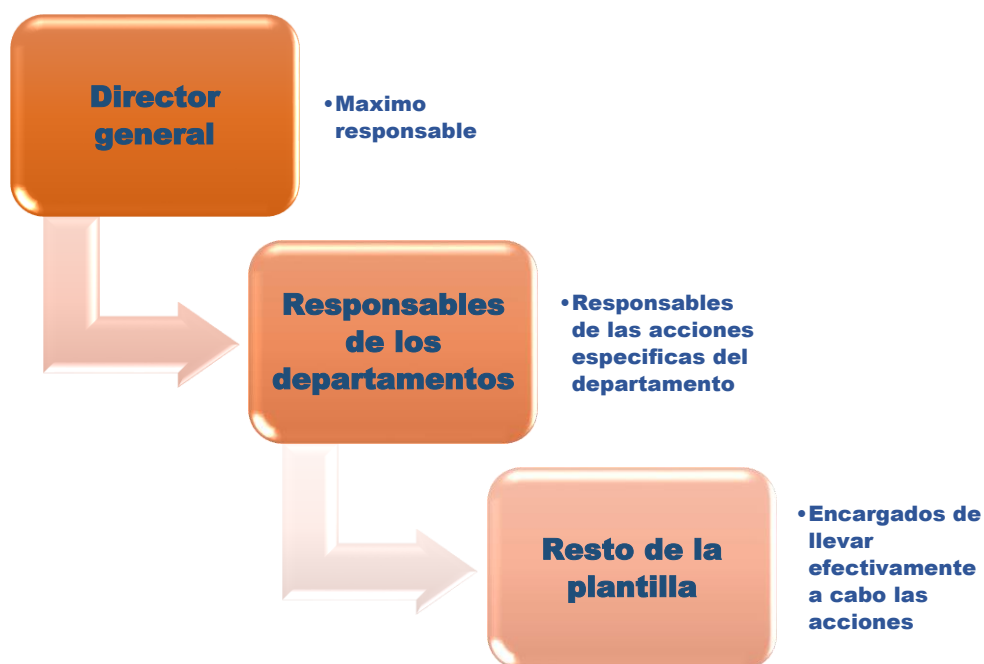 Director
general
•Maximo
responsable
Responsables
de los
departamentos
•Responsables
de las acciones
especificas del
departamento
Resto de la
plantilla
•Encargados de
llevar
efectivamente
a cabo las
acciones